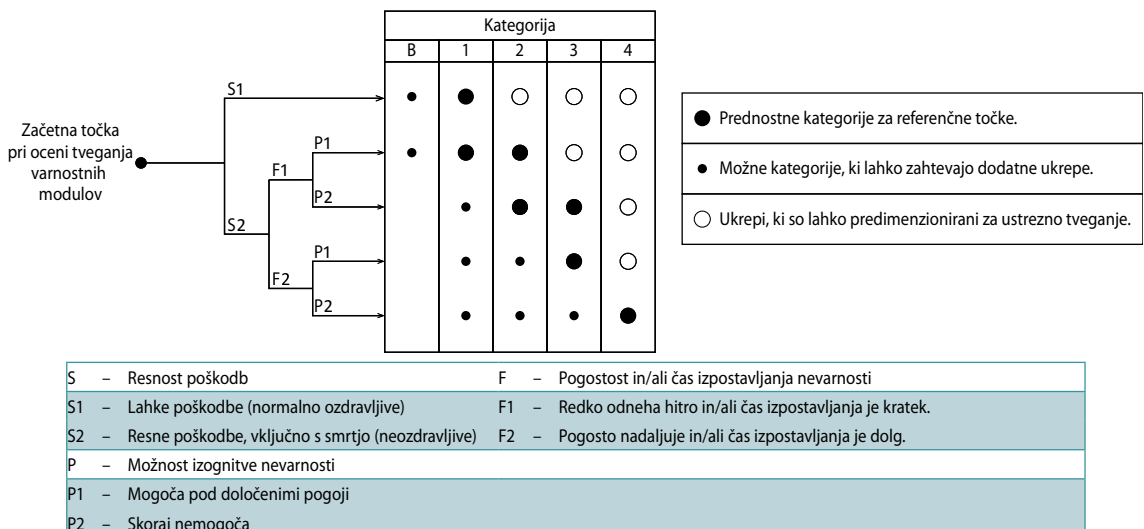 Kategorija
B 1 2 3 4
Začetna točka
pri oceni tveganja
varnostnih
modulov
S1
S2
F1
F2
P1
P2
P1
P2
Prednostne kategorije za referenčne točke.
Možne kategorije, ki lahko zahtevajo dodatne ukrepe.
Ukrepi, ki so lahko predimenzionirani za ustrezno tveganje.
S – Resnost poškodb F – Pogostost in/ali čas izpostavljanja nevarnosti
S1 – Lahke poškodbe (normalno ozdravljive) F1 – Redko odneha hitro in/ali čas izpostavljanja je kratek.
S2 – Resne poškodbe, vključno s smrtjo (neozdravljive) F2 – Pogosto nadaljuje in/ali čas izpostavljanja je dolg.
P – Možnost izognitve nevarnosti
P1 – Mogoča pod določenimi pogoji
P2 – Skoraj nemogoča